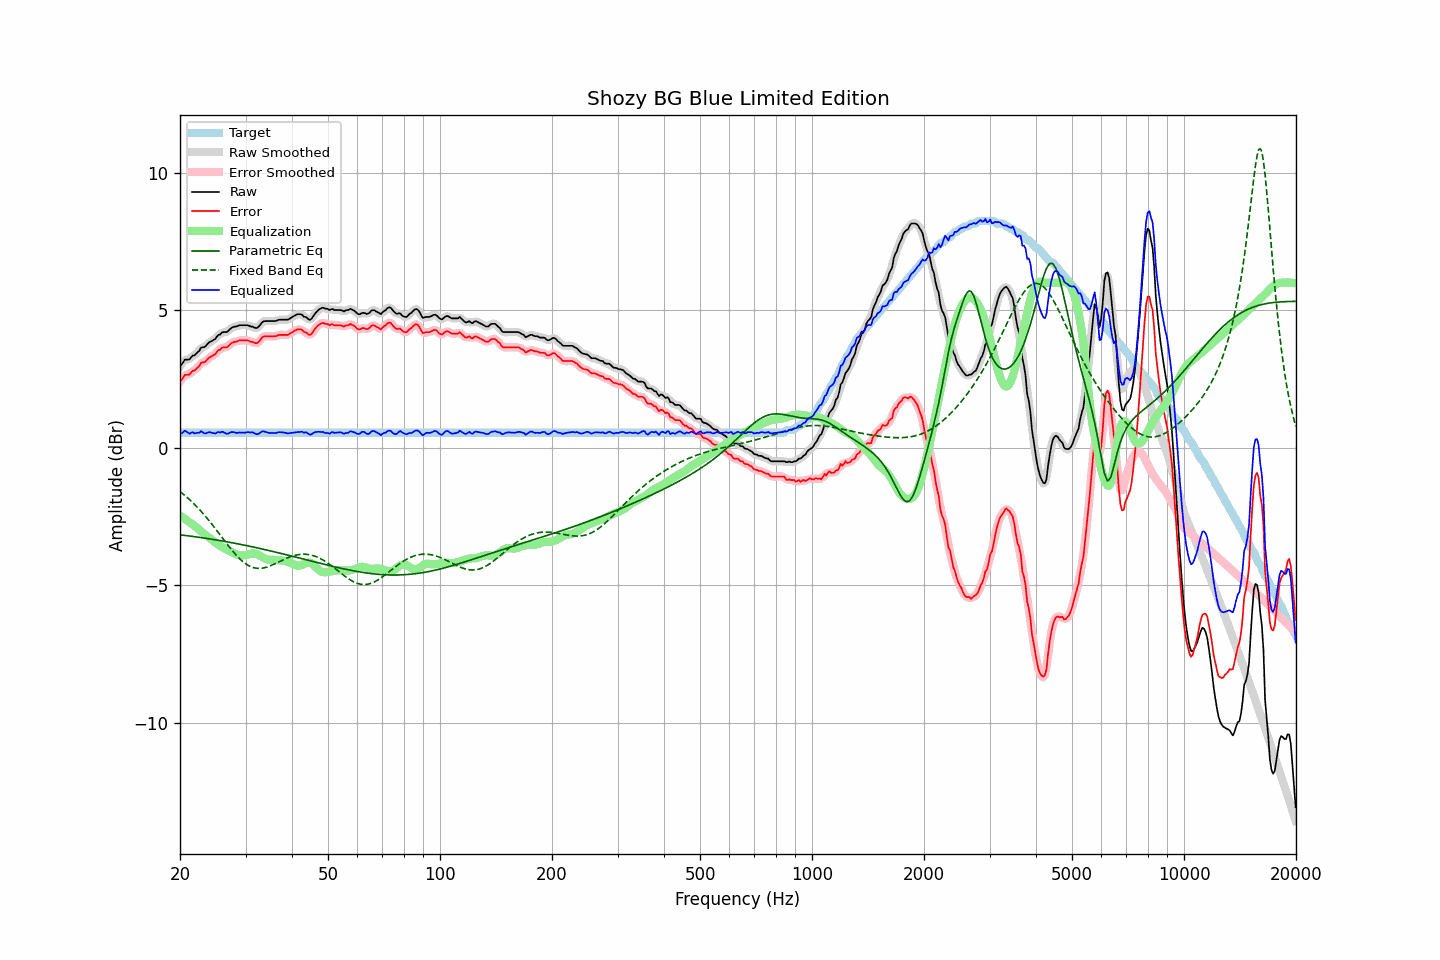 Shozy BG Blue Limited Edition
Target
Raw Smoothed
Error Smoothed
Raw
Error
Equalization
Parametric Eq
Fixed Band Eq
Equalized
Amplitude (dBr)
10
5
0
−5
−10
20 50 100 200 500 1000 2000 5000 10000 20000
Frequency (Hz)